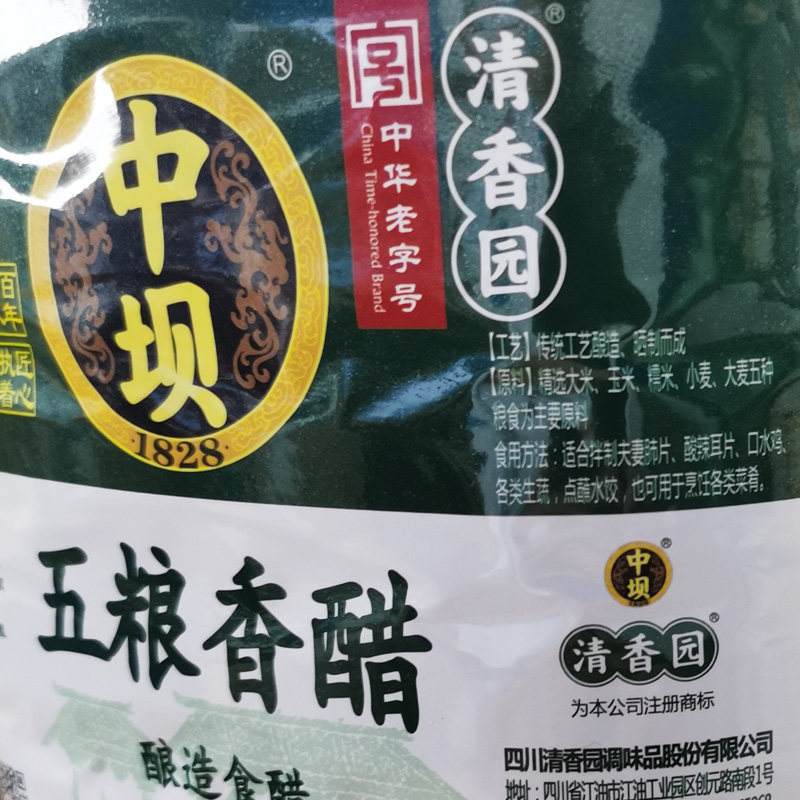 中坝
®
1828
百年
匠心
执着
中华老字号
China Time-honored Brand
清香园
®
【工艺】传统工艺酿造、晒制而成
【原料】精选大米、玉米、糯米、小麦、大麦五种
粮食为主要原料
食用方法：适合拌制夫妻肺片、酸辣耳片、口水鸡、
各类生蔬，点蘸水饺，也可用于烹饪各类菜肴。
五粮香醋
酿造食醋
中坝
®
清香园
®
为本公司注册商标
四川清香园调味品股份有限公司
地址：四川省江油市江油工业园区创元路南段1号